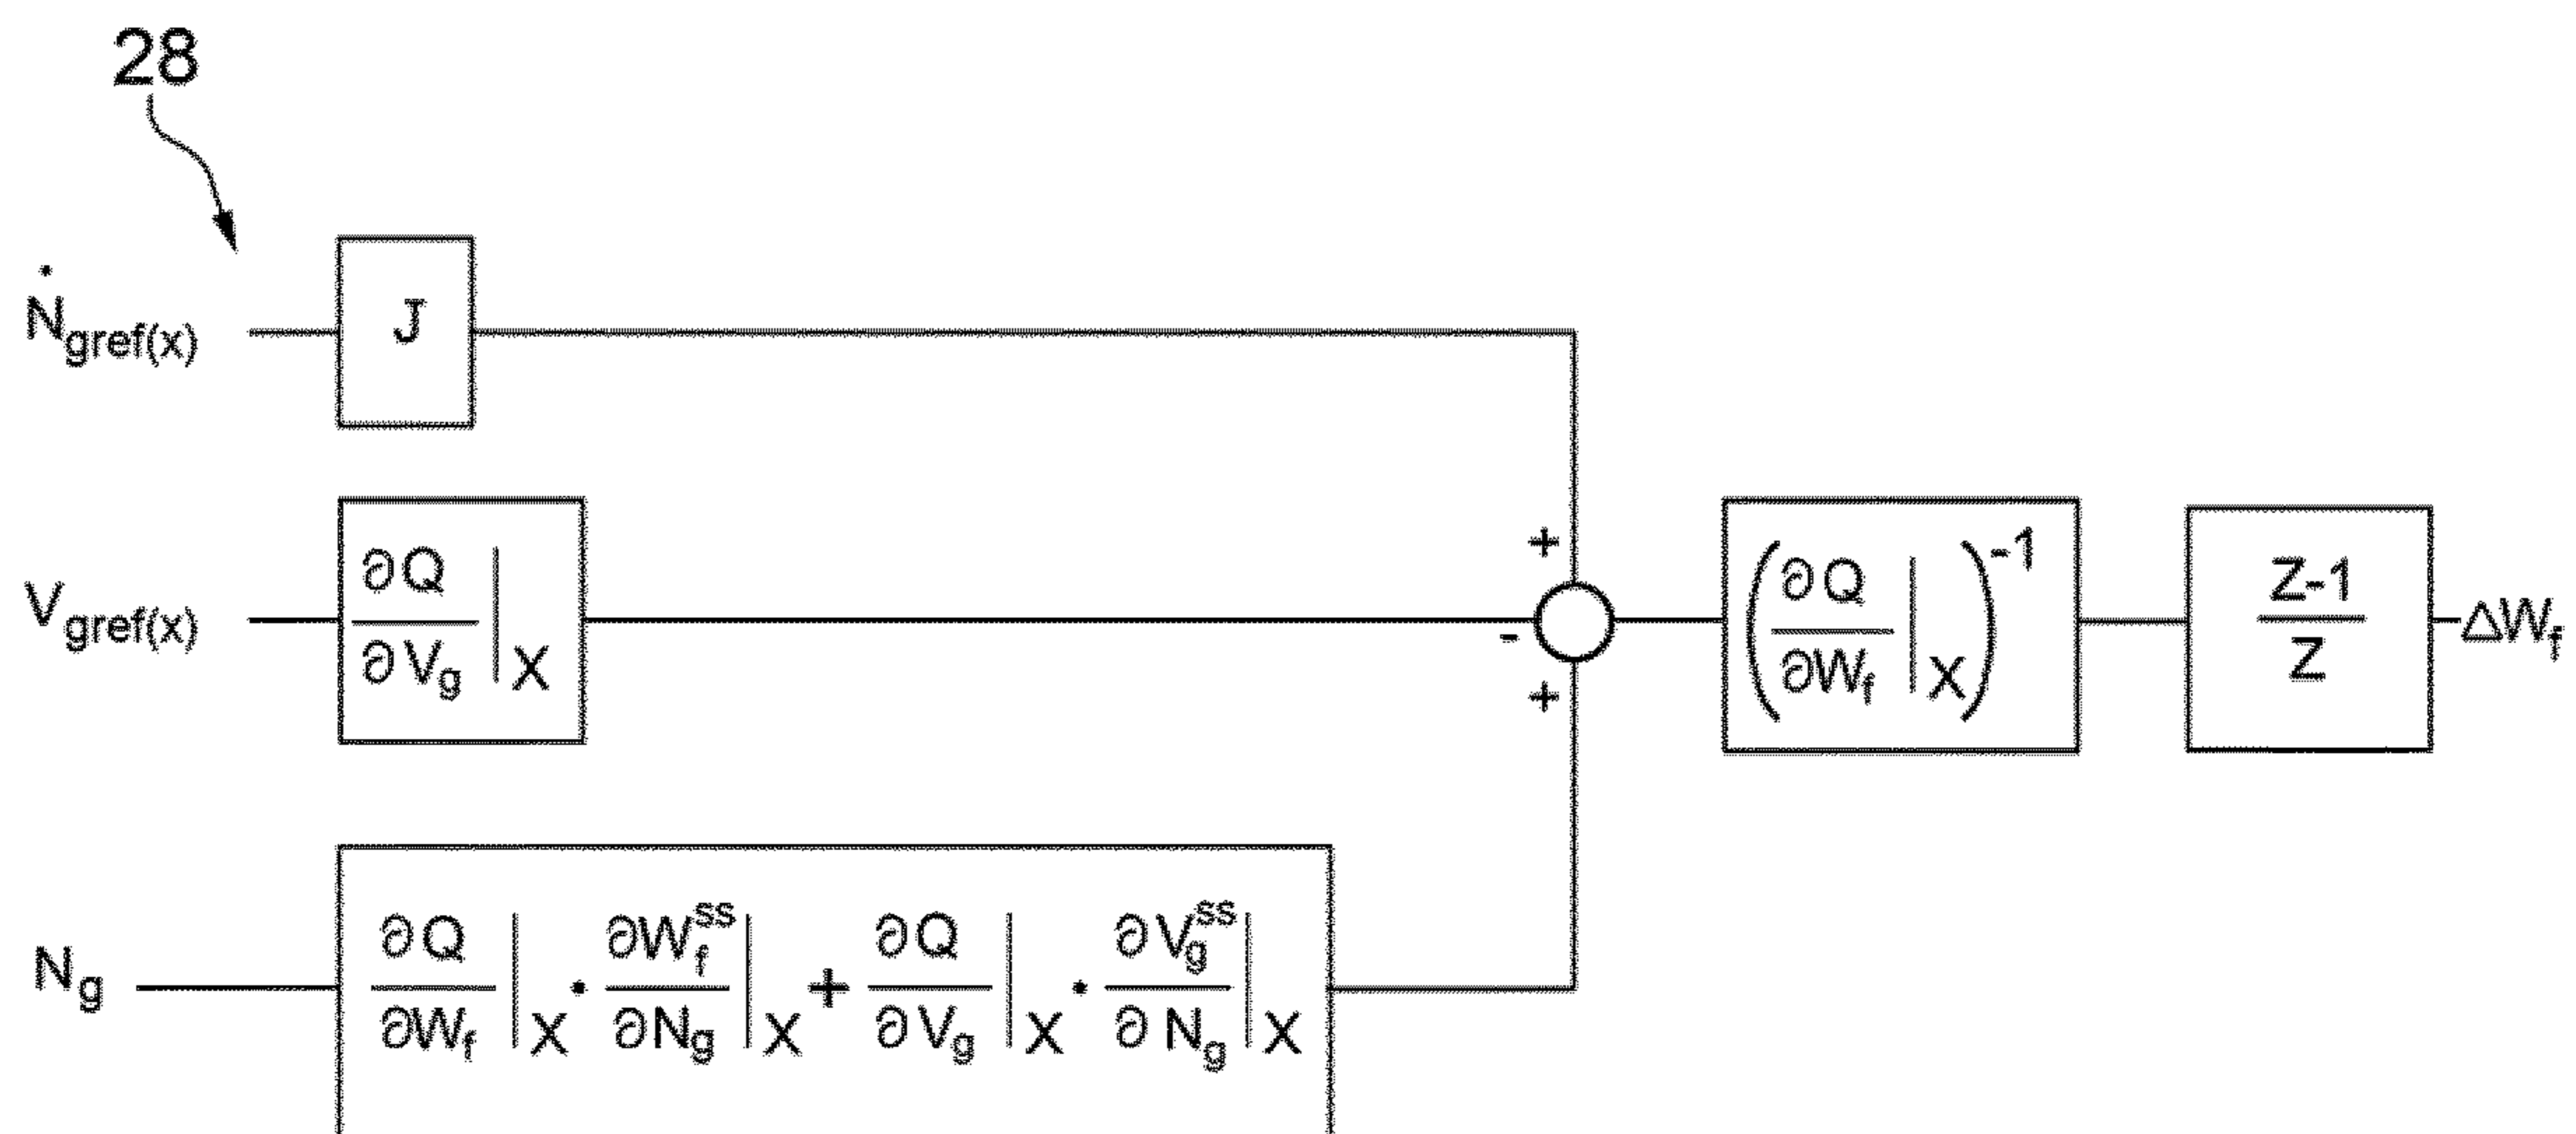 28
Ṅgref(x)
J
Vgref(x)
∂Q/∂Vg|X
Ng
∂Q/∂Wf|X · ∂Wf^ss/∂Ng|X + ∂Q/∂Vg|X · ∂Vg^ss/∂Ng|X
+
-
+
(∂Q/∂Wf|X)^-1
Z-1
Z
ΔWf